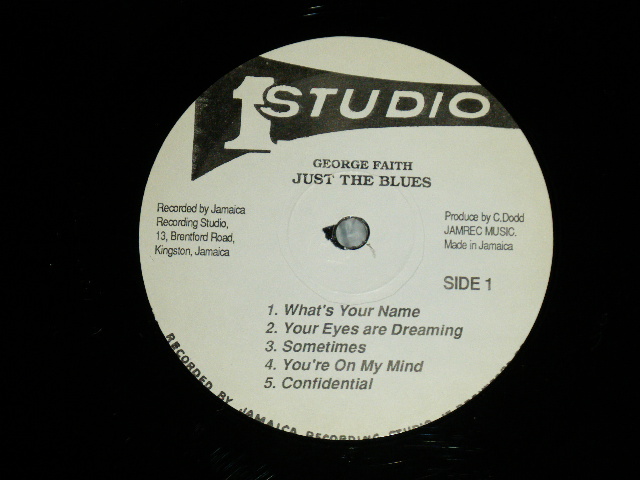 1 STUDIO
GEORGE FAITH
JUST THE BLUES
Recorded by Jamaica
Recording Studio,
13, Brentford Road,
Kingston, Jamaica
Produce by C.Dodd
JAMREC MUSIC.
Made in Jamaica
SIDE 1
1. What's Your Name
2. Your Eyes are Dreaming
3. Sometimes
4. You're On My Mind
5. Confidential
RECORDED BY JAMAICA RECORDING STUDIO